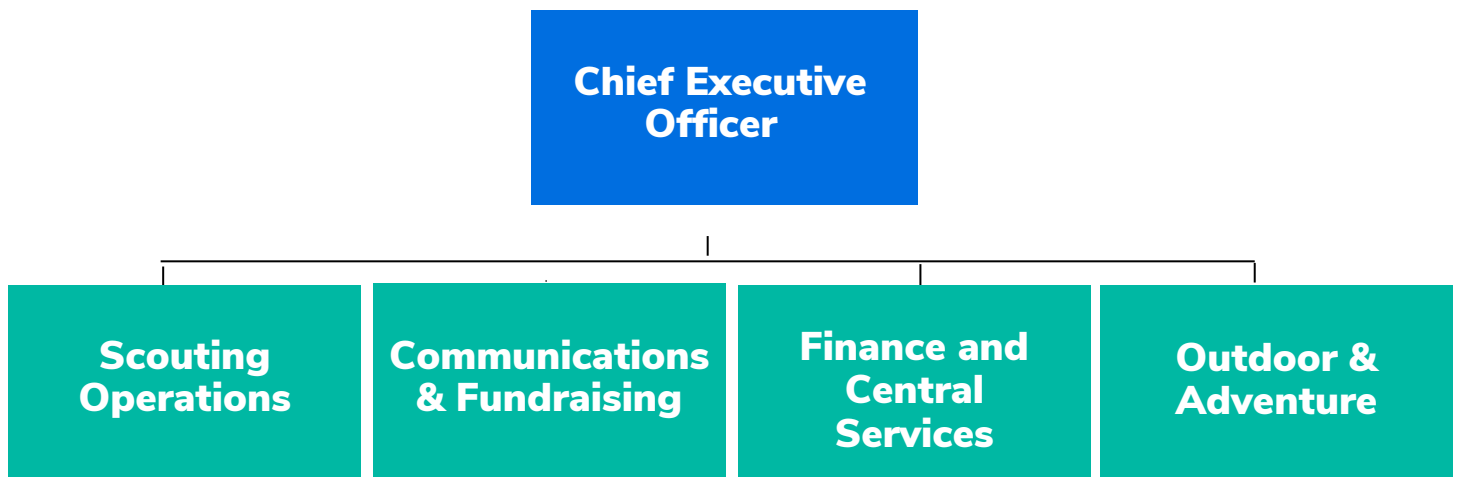 Chief Executive
Officer
Scouting
Operations
Communications
& Fundraising
Finance and
Central
Services
Outdoor &
Adventure